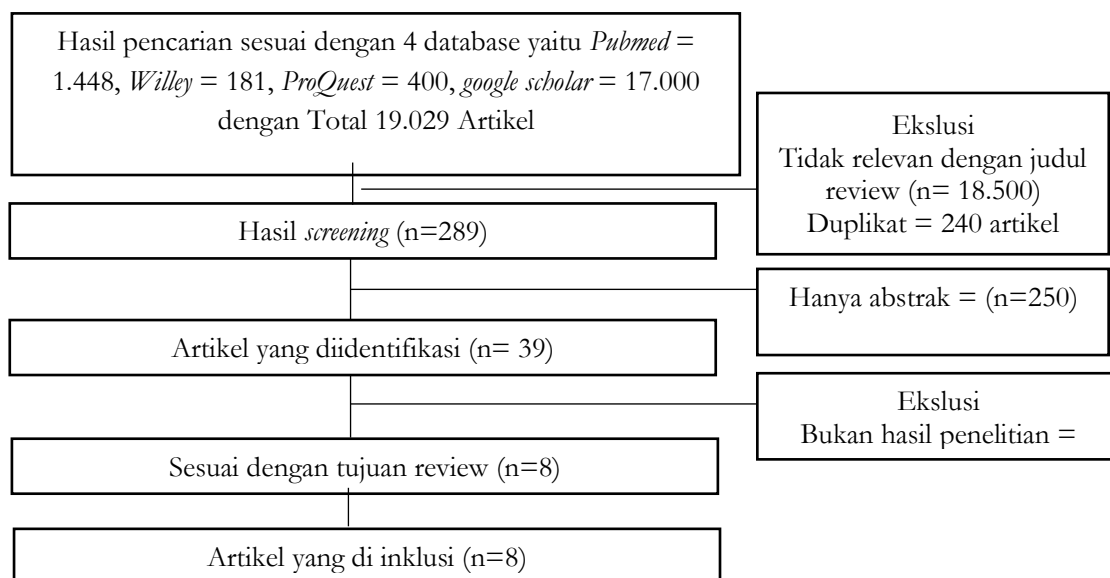 Hasil pencarian sesuai dengan 4 database yaitu Pubmed =
1.448, Willey = 181, ProQuest = 400, google scholar = 17.000
dengan Total 19.029 Artikel
Ekslusi
Tidak relevan dengan judul
review (n= 18.500)
Duplikat = 240 artikel
Hasil screening (n=289)
Hanya abstrak = (n=250)
Artikel yang diidentifikasi (n= 39)
Ekslusi
Bukan hasil penelitian =
Sesuai dengan tujuan review (n=8)
Artikel yang di inklusi (n=8)